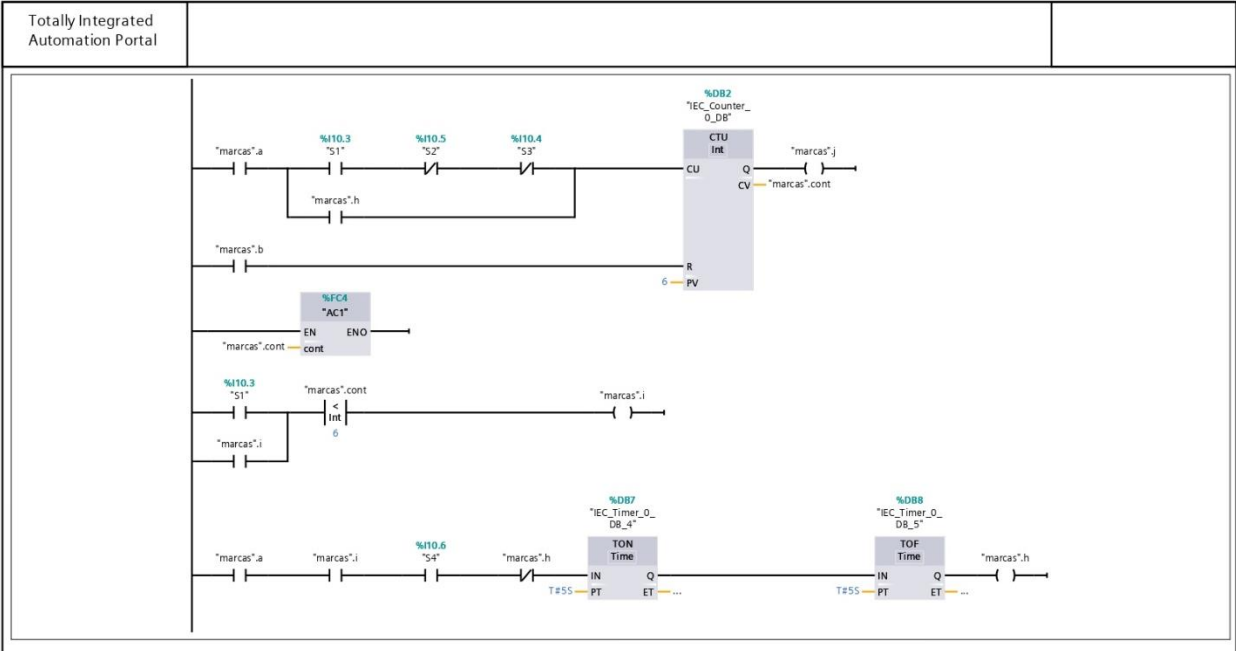 Totally Integrated
Automation Portal
%DB2
"IEC_Counter_
0_DB"
%I10.3
%I10.5
%I10.4
CTU
"marcas".a
"S1"
"S2"
"S3"
Int
"marcas".j
CU
Q
CV
"marcas".cont
"marcas".h
"marcas".b
R
6
PV
%FC4
"AC1"
EN
ENO
"marcas".cont
cont
%I10.3
"S1"
"marcas".cont
"marcas".i
<
Int
6
"marcas".i
%DB7
%DB8
"IEC_Timer_0_
DB_4"
"IEC_Timer_0_
DB_5"
%I10.6
TON
TOF
"marcas".a
"marcas".i
"S4"
"marcas".h
Time
Time
"marcas".h
IN
Q
IN
Q
T#5S
PT
ET
...
T#5S
PT
ET
...